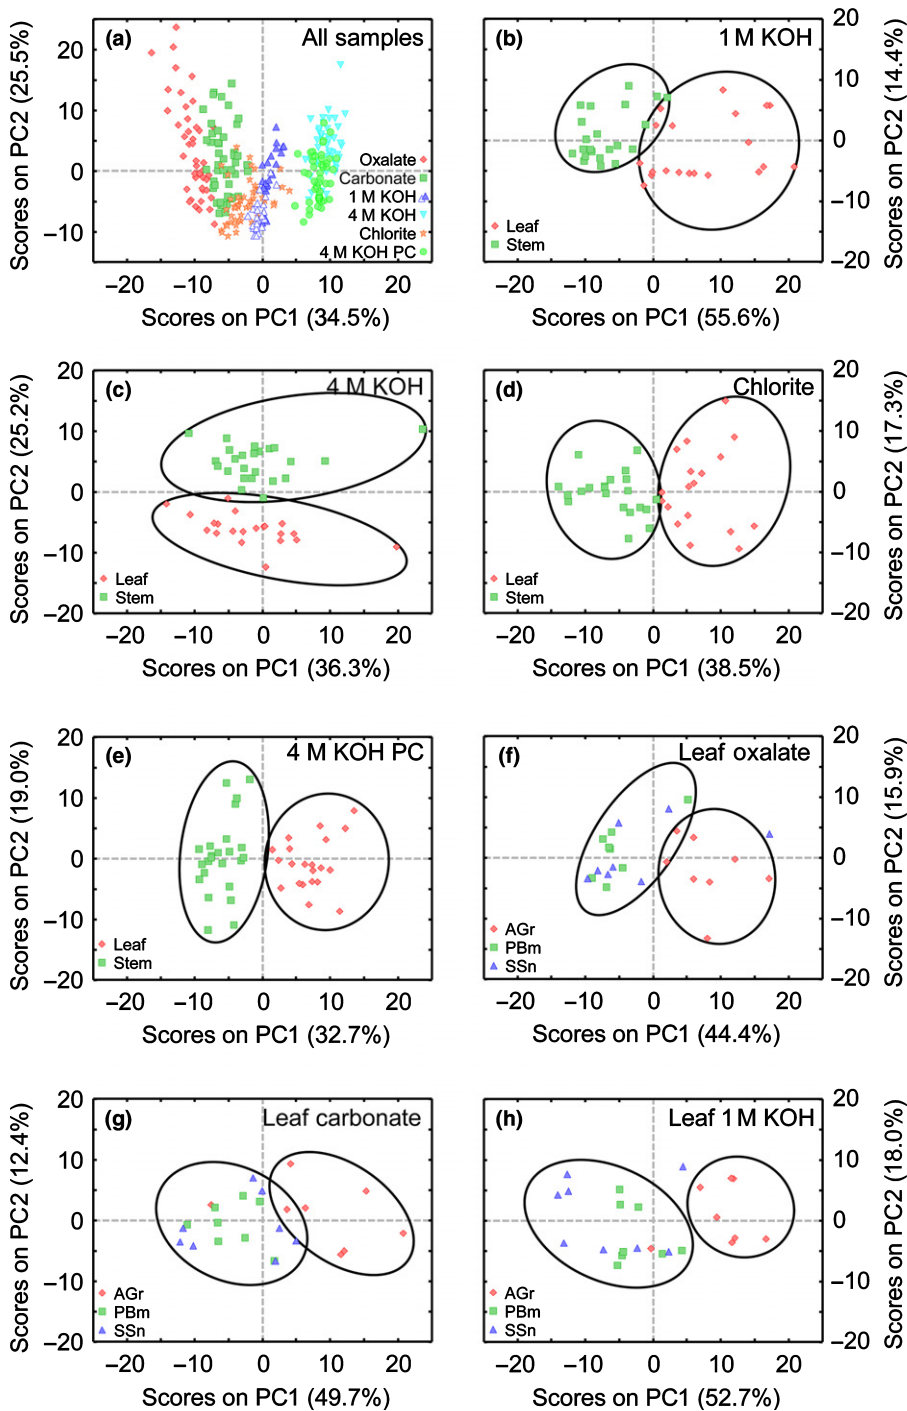 (a) All samples
Scores on PC2 (25.5%)
20
10
0
−10
Oxalate
Carbonate
1 M KOH
4 M KOH
Chlorite
4 M KOH PC
−20 −10 0 10 20
Scores on PC1 (34.5%)
(b) 1 M KOH
20
10
0
−10
−20
Scores on PC2 (14.4%)
Leaf
Stem
−20 −10 0 10 20
Scores on PC1 (55.6%)
(c) 4 M KOH
Scores on PC2 (25.2%)
20
10
0
−10
−20
Leaf
Stem
−20 −10 0 10 20
Scores on PC1 (36.3%)
(d) Chlorite
20
10
0
−10
−20
Scores on PC2 (17.3%)
Leaf
Stem
−20 −10 0 10 20
Scores on PC1 (38.5%)
(e) 4 M KOH PC
Scores on PC2 (19.0%)
20
10
0
−10
−20
Leaf
Stem
−20 −10 0 10 20
Scores on PC1 (32.7%)
(f) Leaf oxalate
20
10
0
−10
−20
Scores on PC2 (15.9%)
AGr
PBm
SSn
−20 −10 0 10 20
Scores on PC1 (44.4%)
(g) Leaf carbonate
Scores on PC2 (12.4%)
20
10
0
−10
−20
AGr
PBm
SSn
−20 −10 0 10 20
Scores on PC1 (49.7%)
(h) Leaf 1 M KOH
20
10
0
−10
−20
Scores on PC2 (18.0%)
AGr
PBm
SSn
−20 −10 0 10 20
Scores on PC1 (52.7%)